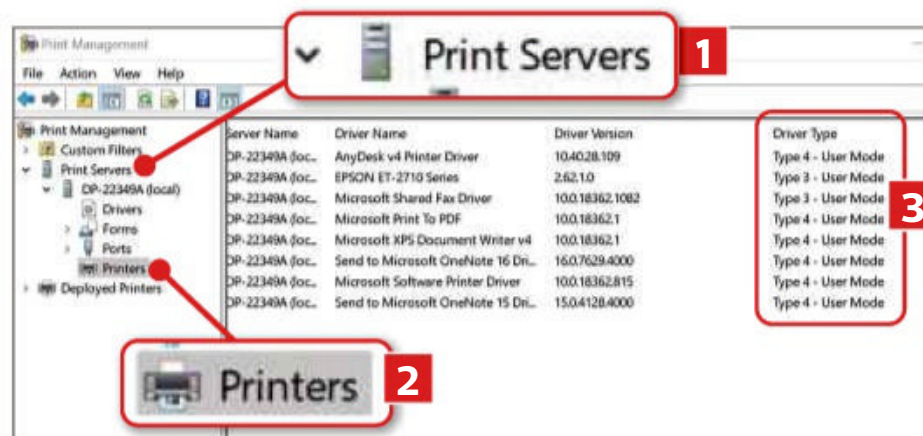 Print Management
Print Servers 1
File Action View Help
Print Management
Custom Filters
Print Servers
DP-22349A (local)
Drivers
Forms
Ports
Printers
Deployed Printers
Server Name Driver Name Driver Version Driver Type
DP-22349A (loc... AnyDesk v4 Printer Driver 10.40.28.109 Type 4 - User Mode
DP-22349A (loc... EPSON ET-2710 Series 2.62.1.0 Type 3 - User Mode
DP-22349A (loc... Microsoft Shared Fax Driver 10.0.18362.1082 Type 3 - User Mode
DP-22349A (loc... Microsoft Print To PDF 10.0.18362.1 Type 4 - User Mode
DP-22349A (loc... Microsoft XPS Document Writer v4 10.0.18362.1 Type 4 - User Mode
DP-22349A (loc... Send to Microsoft OneNote 16 Dri... 16.0.7629.4000 Type 4 - User Mode
DP-22349A (loc... Microsoft Software Printer Driver 10.0.18362.815 Type 4 - User Mode
DP-22349A (loc... Send to Microsoft OneNote 15 Dri... 15.0.4128.4000 Type 4 - User Mode
3
Printers 2